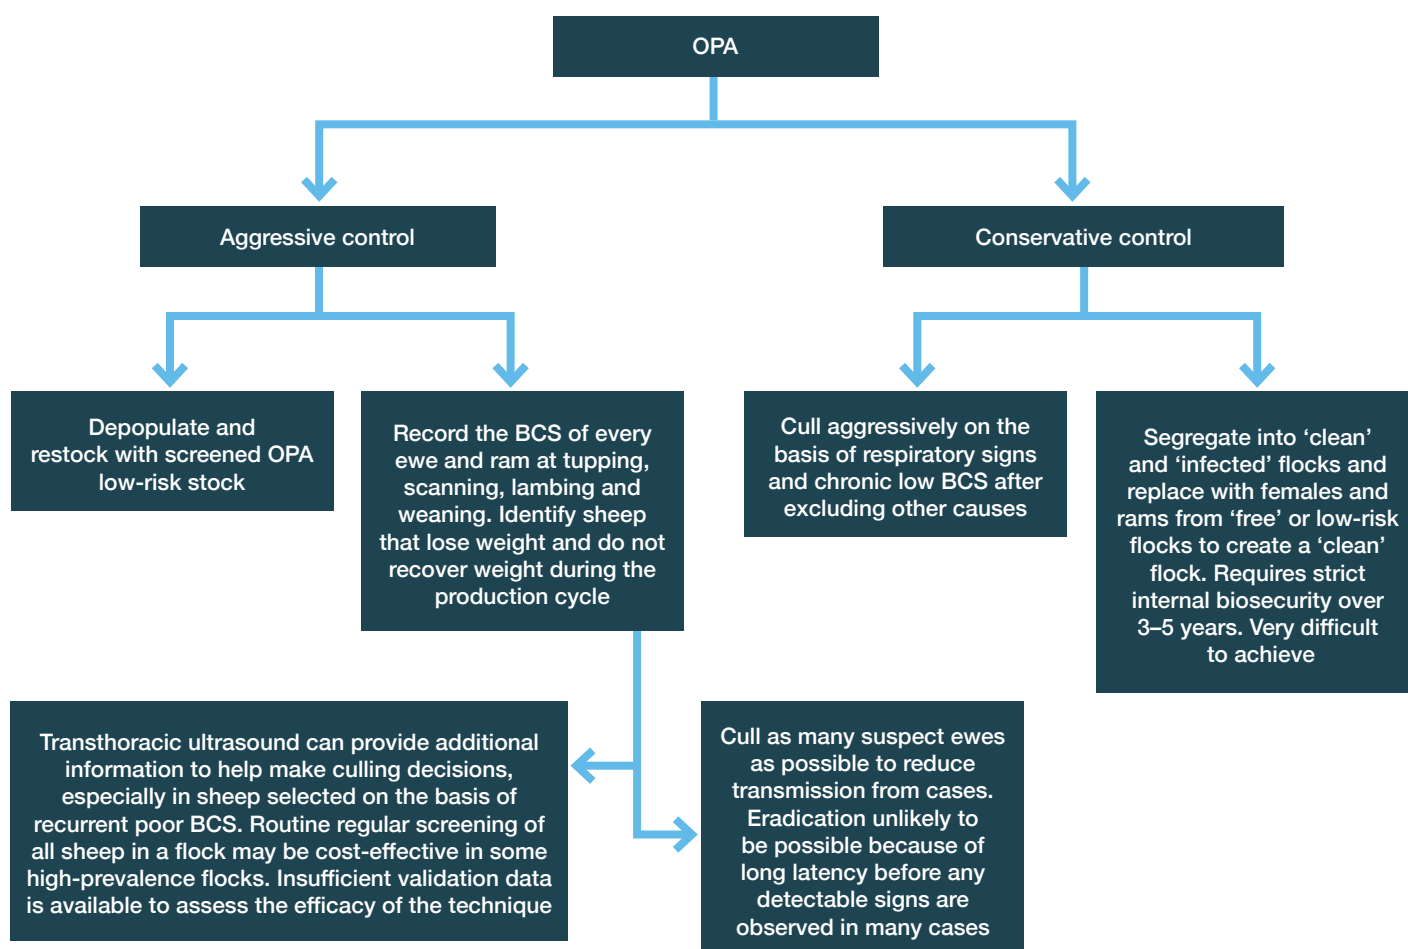 OPA
Aggressive control
Conservative control
Depopulate and
restock with screened OPA
low-risk stock
Record the BCS of every
ewe and ram at tupping,
scanning, lambing and
weaning. Identify sheep
that lose weight and do not
recover weight during the
production cycle
Cull aggressively on the
basis of respiratory signs
and chronic low BCS after
excluding other causes
Segregate into ‘clean’
and ‘infected’ flocks and
replace with females and
rams from ‘free’ or low-risk
flocks to create a ‘clean’
flock. Requires strict
internal biosecurity over
3–5 years. Very difficult
to achieve
Transthoracic ultrasound can provide additional
information to help make culling decisions,
especially in sheep selected on the basis of
recurrent poor BCS. Routine regular screening of
all sheep in a flock may be cost-effective in some
high-prevalence flocks. Insufficient validation data
is available to assess the efficacy of the technique
Cull as many suspect ewes
as possible to reduce
transmission from cases.
Eradication unlikely to
be possible because of
long latency before any
detectable signs are
observed in many cases